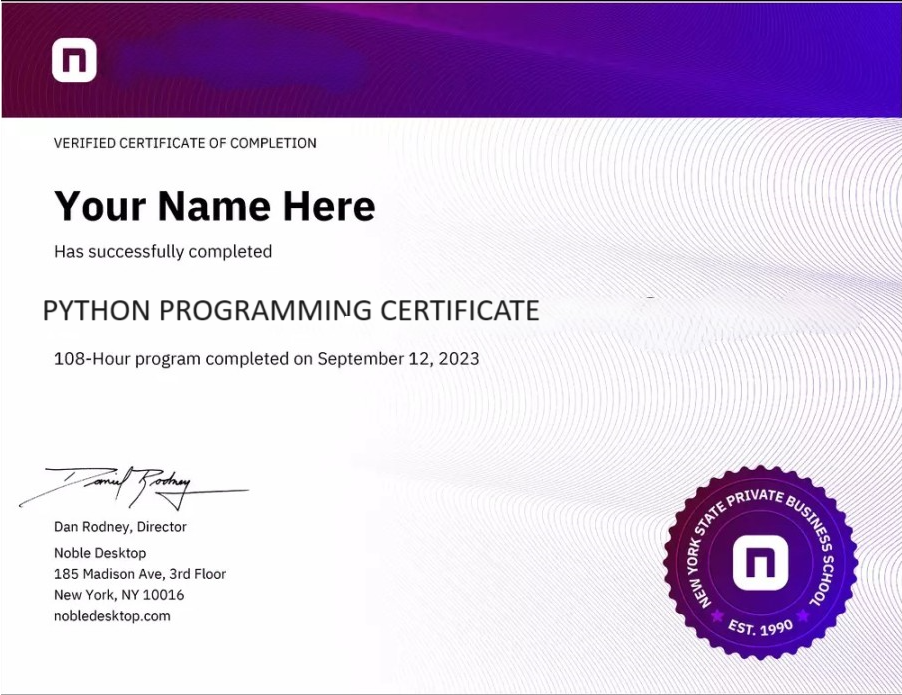 n
VERIFIED CERTIFICATE OF COMPLETION
Your Name Here
Has successfully completed
PYTHON PROGRAMMING CERTIFICATE
108-Hour program completed on September 12, 2023
Daniel Rodney
Dan Rodney, Director
Noble Desktop
185 Madison Ave, 3rd Floor
New York, NY 10016
nobledesktop.com
NEW YORK STATE PRIVATE BUSINESS SCHOOL
n
EST. 1990